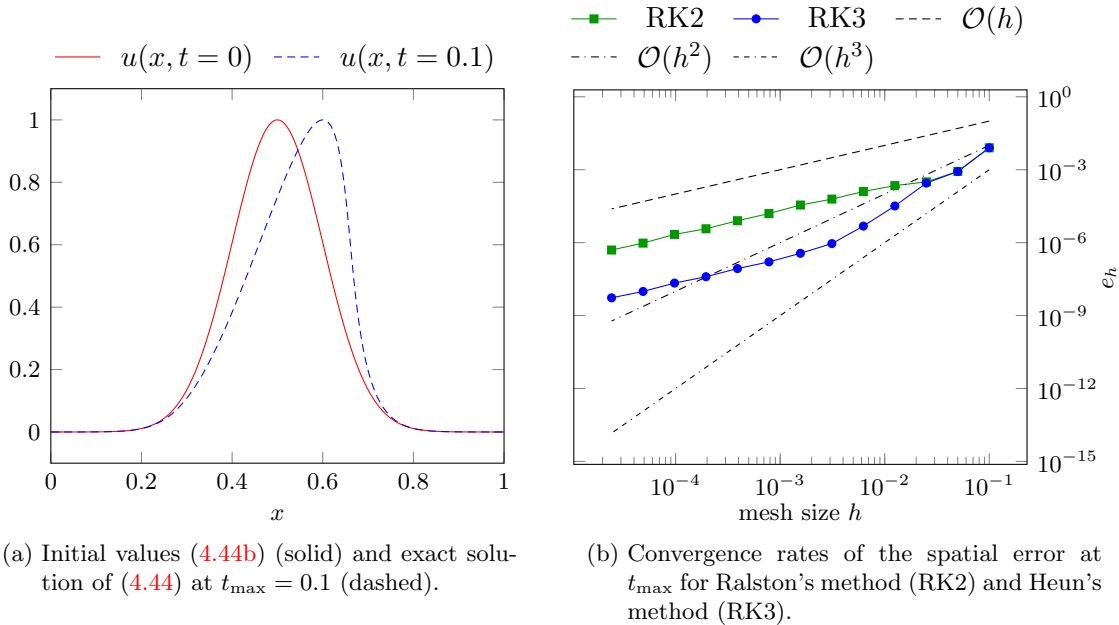 u(x, t = 0) u(x, t = 0.1)
1
0.8
0.6
0.4
0.2
0
0 0.2 0.4 0.6 0.8 1
x
(a) Initial values (4.44b) (solid) and exact solu-
tion of (4.44) at t_max = 0.1 (dashed).
RK2 RK3 O(h)
O(h²) O(h³)
10⁰
10⁻³
10⁻⁶
10⁻⁹
10⁻¹²
10⁻¹⁵
e_h
10⁻⁴ 10⁻³ 10⁻² 10⁻¹
mesh size h
(b) Convergence rates of the spatial error at
t_max for Ralston's method (RK2) and Heun's
method (RK3).